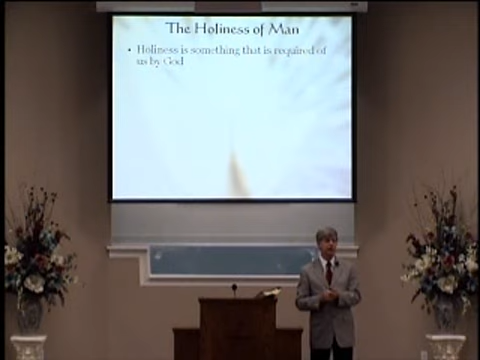 The Holiness of Man
• Holiness is something that is required of
us by God